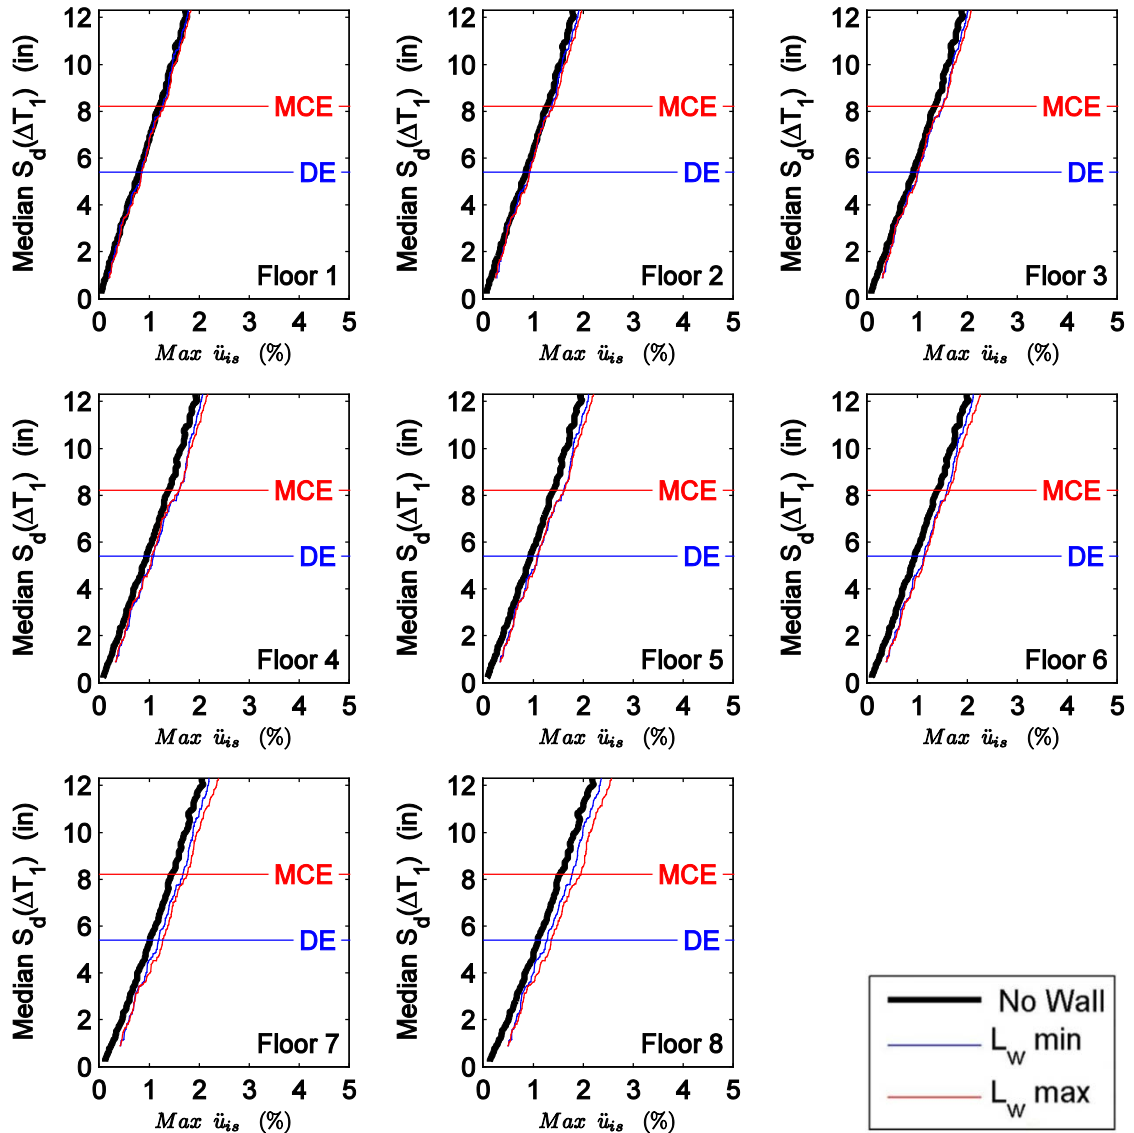 12
10
8
6
4
2
0
Median S_d(ΔT_1) (in)
MCE
DE
Floor 1
0 1 2 3 4 5
Max ü_is (%)
12
10
8
6
4
2
0
Median S_d(ΔT_1) (in)
MCE
DE
Floor 2
0 1 2 3 4 5
Max ü_is (%)
12
10
8
6
4
2
0
Median S_d(ΔT_1) (in)
MCE
DE
Floor 3
0 1 2 3 4 5
Max ü_is (%)
12
10
8
6
4
2
0
Median S_d(ΔT_1) (in)
MCE
DE
Floor 4
0 1 2 3 4 5
Max ü_is (%)
12
10
8
6
4
2
0
Median S_d(ΔT_1) (in)
MCE
DE
Floor 5
0 1 2 3 4 5
Max ü_is (%)
12
10
8
6
4
2
0
Median S_d(ΔT_1) (in)
MCE
DE
Floor 6
0 1 2 3 4 5
Max ü_is (%)
12
10
8
6
4
2
0
Median S_d(ΔT_1) (in)
MCE
DE
Floor 7
0 1 2 3 4 5
Max ü_is (%)
12
10
8
6
4
2
0
Median S_d(ΔT_1) (in)
MCE
DE
Floor 8
0 1 2 3 4 5
Max ü_is (%)
No Wall
L_w min
L_w max